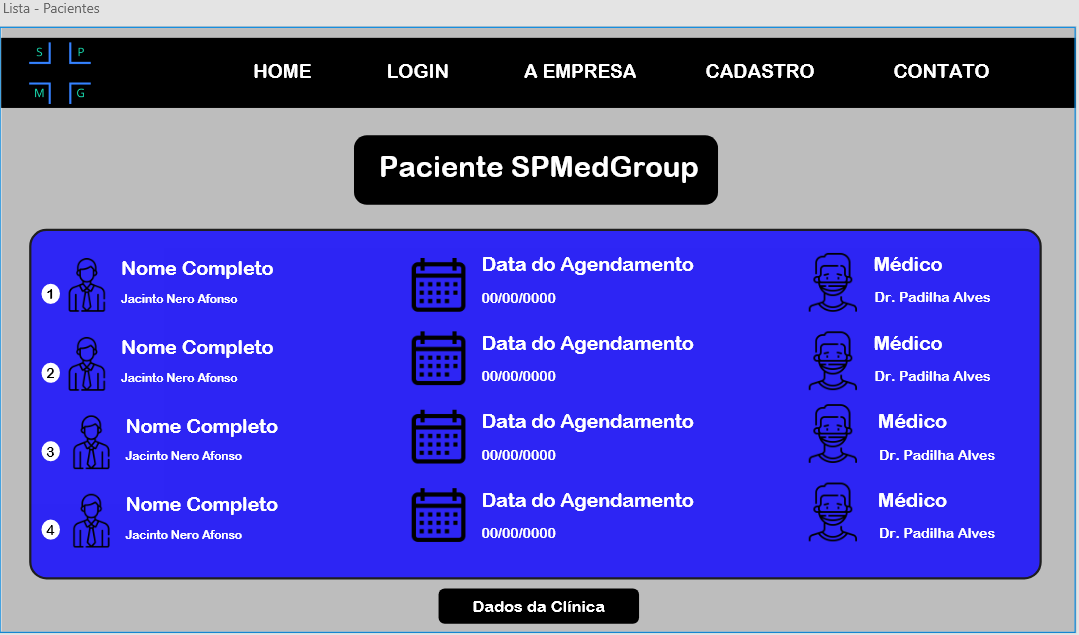 Lista - Pacientes
S P
M G
HOME LOGIN A EMPRESA CADASTRO CONTATO
Paciente SPMedGroup
Nome Completo Data do Agendamento Médico
1 Jacinto Nero Afonso 00/00/0000 Dr. Padilha Alves
Nome Completo Data do Agendamento Médico
2 Jacinto Nero Afonso 00/00/0000 Dr. Padilha Alves
Nome Completo Data do Agendamento Médico
3 Jacinto Nero Afonso 00/00/0000 Dr. Padilha Alves
Nome Completo Data do Agendamento Médico
4 Jacinto Nero Afonso 00/00/0000 Dr. Padilha Alves
Dados da Clínica